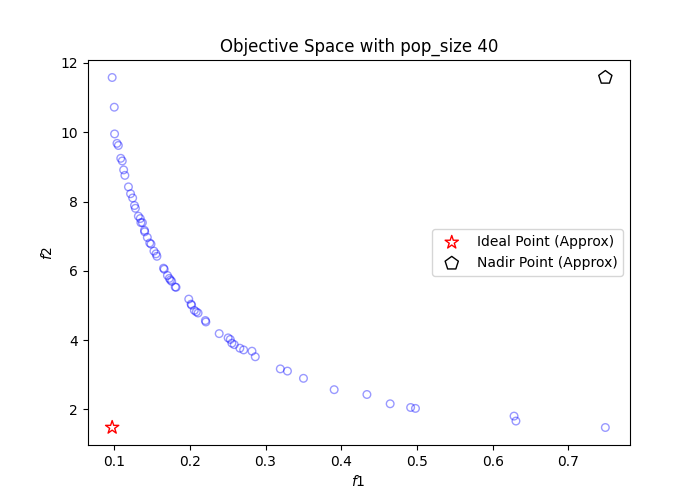 Objective Space with pop_size 40
12
10
8
6
4
2
f2
Ideal Point (Approx)
Nadir Point (Approx)
0.1 0.2 0.3 0.4 0.5 0.6 0.7
f1